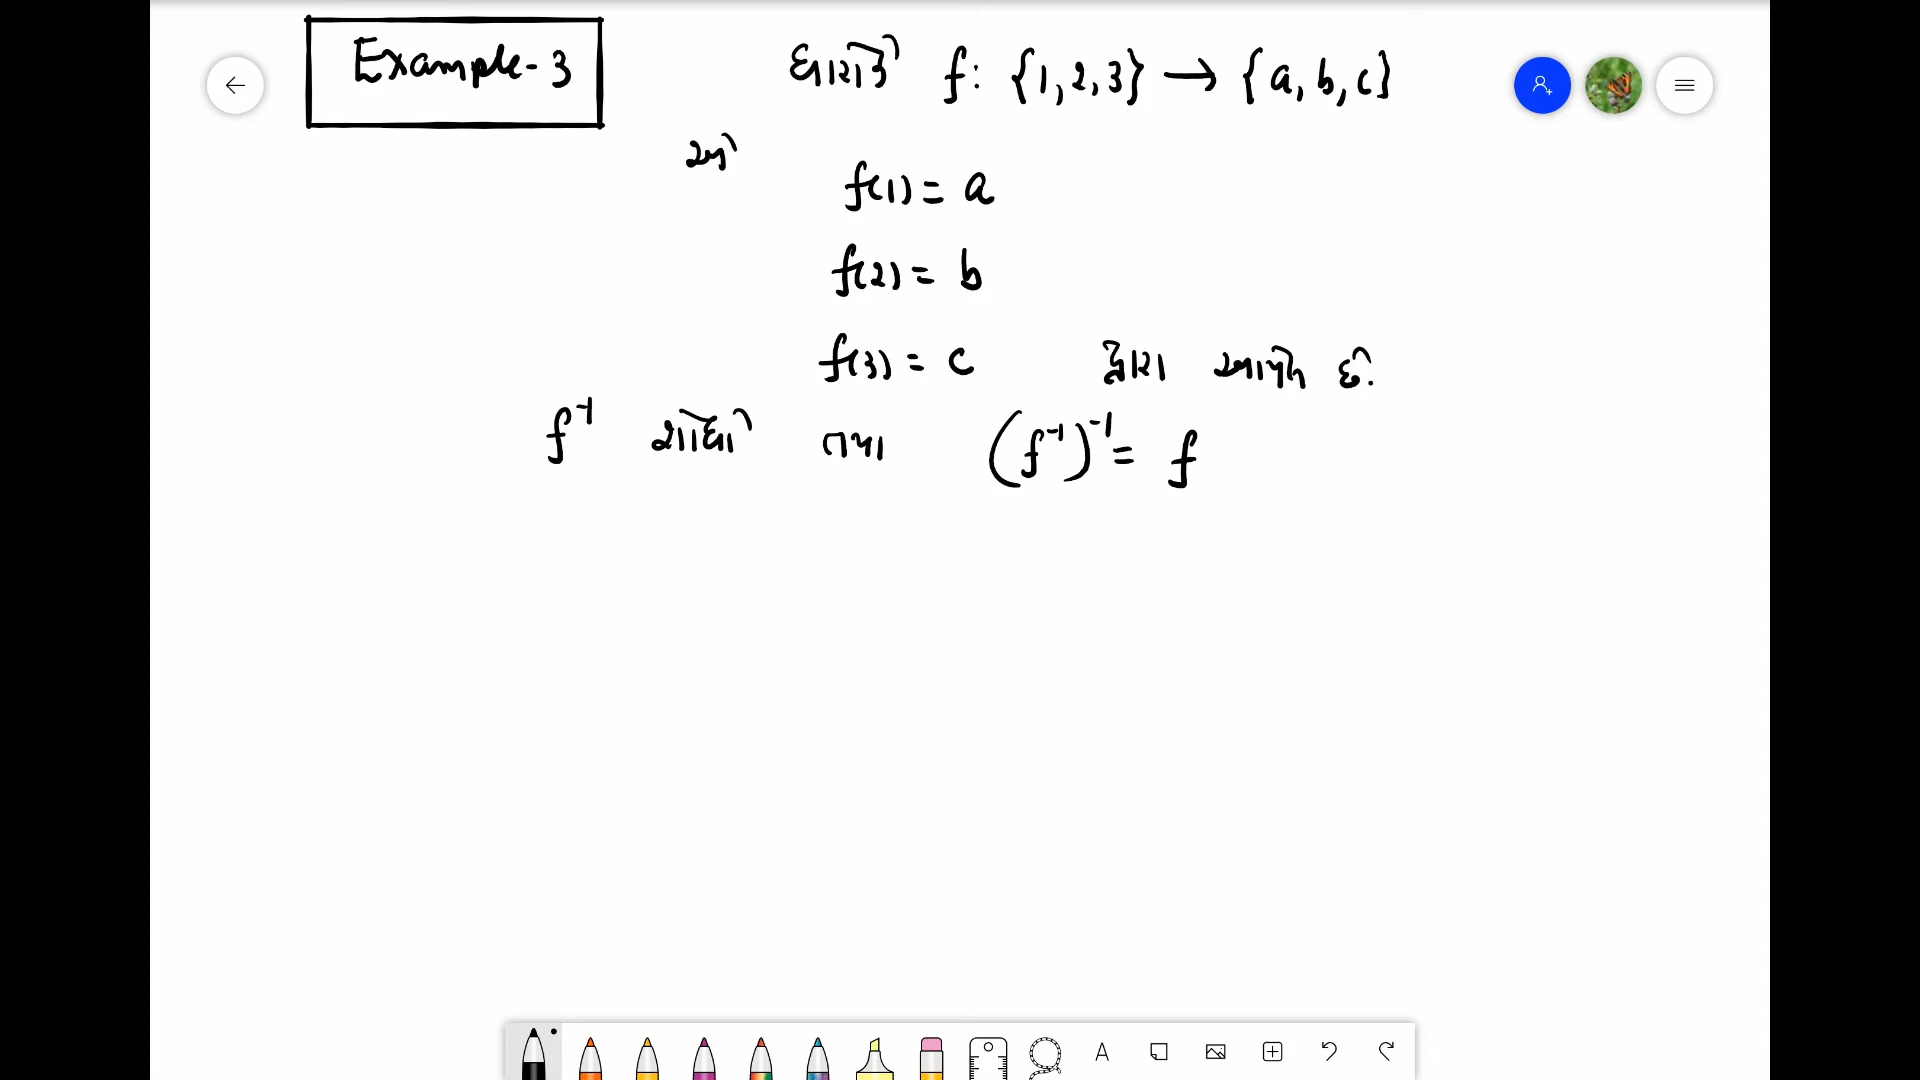 Example-3
ધારોકે f: {1, 2, 3} → {a, b, c}
અને
f(1) = a
f(2) = b
f(3) = c દ્વારા આપેલ છે.
f⁻¹ શોધો તથા (f⁻¹)⁻¹ = f